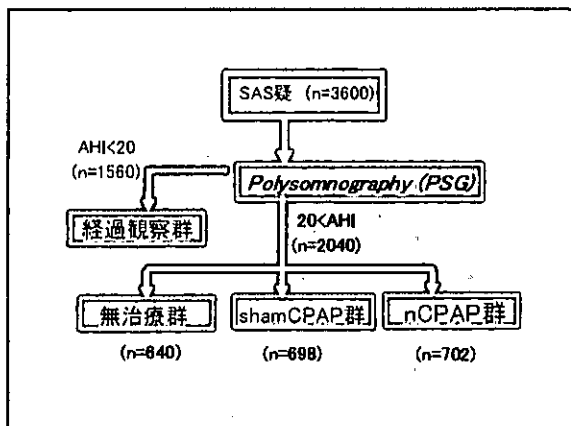 SAS疑 (n=3600)
AHI<20
(n=1560)
Polysomnography (PSG)
経過観察群
20<AHI
(n=2040)
無治療群
shamCPAP群
nCPAP群
(n=640)
(n=698)
(n=702)